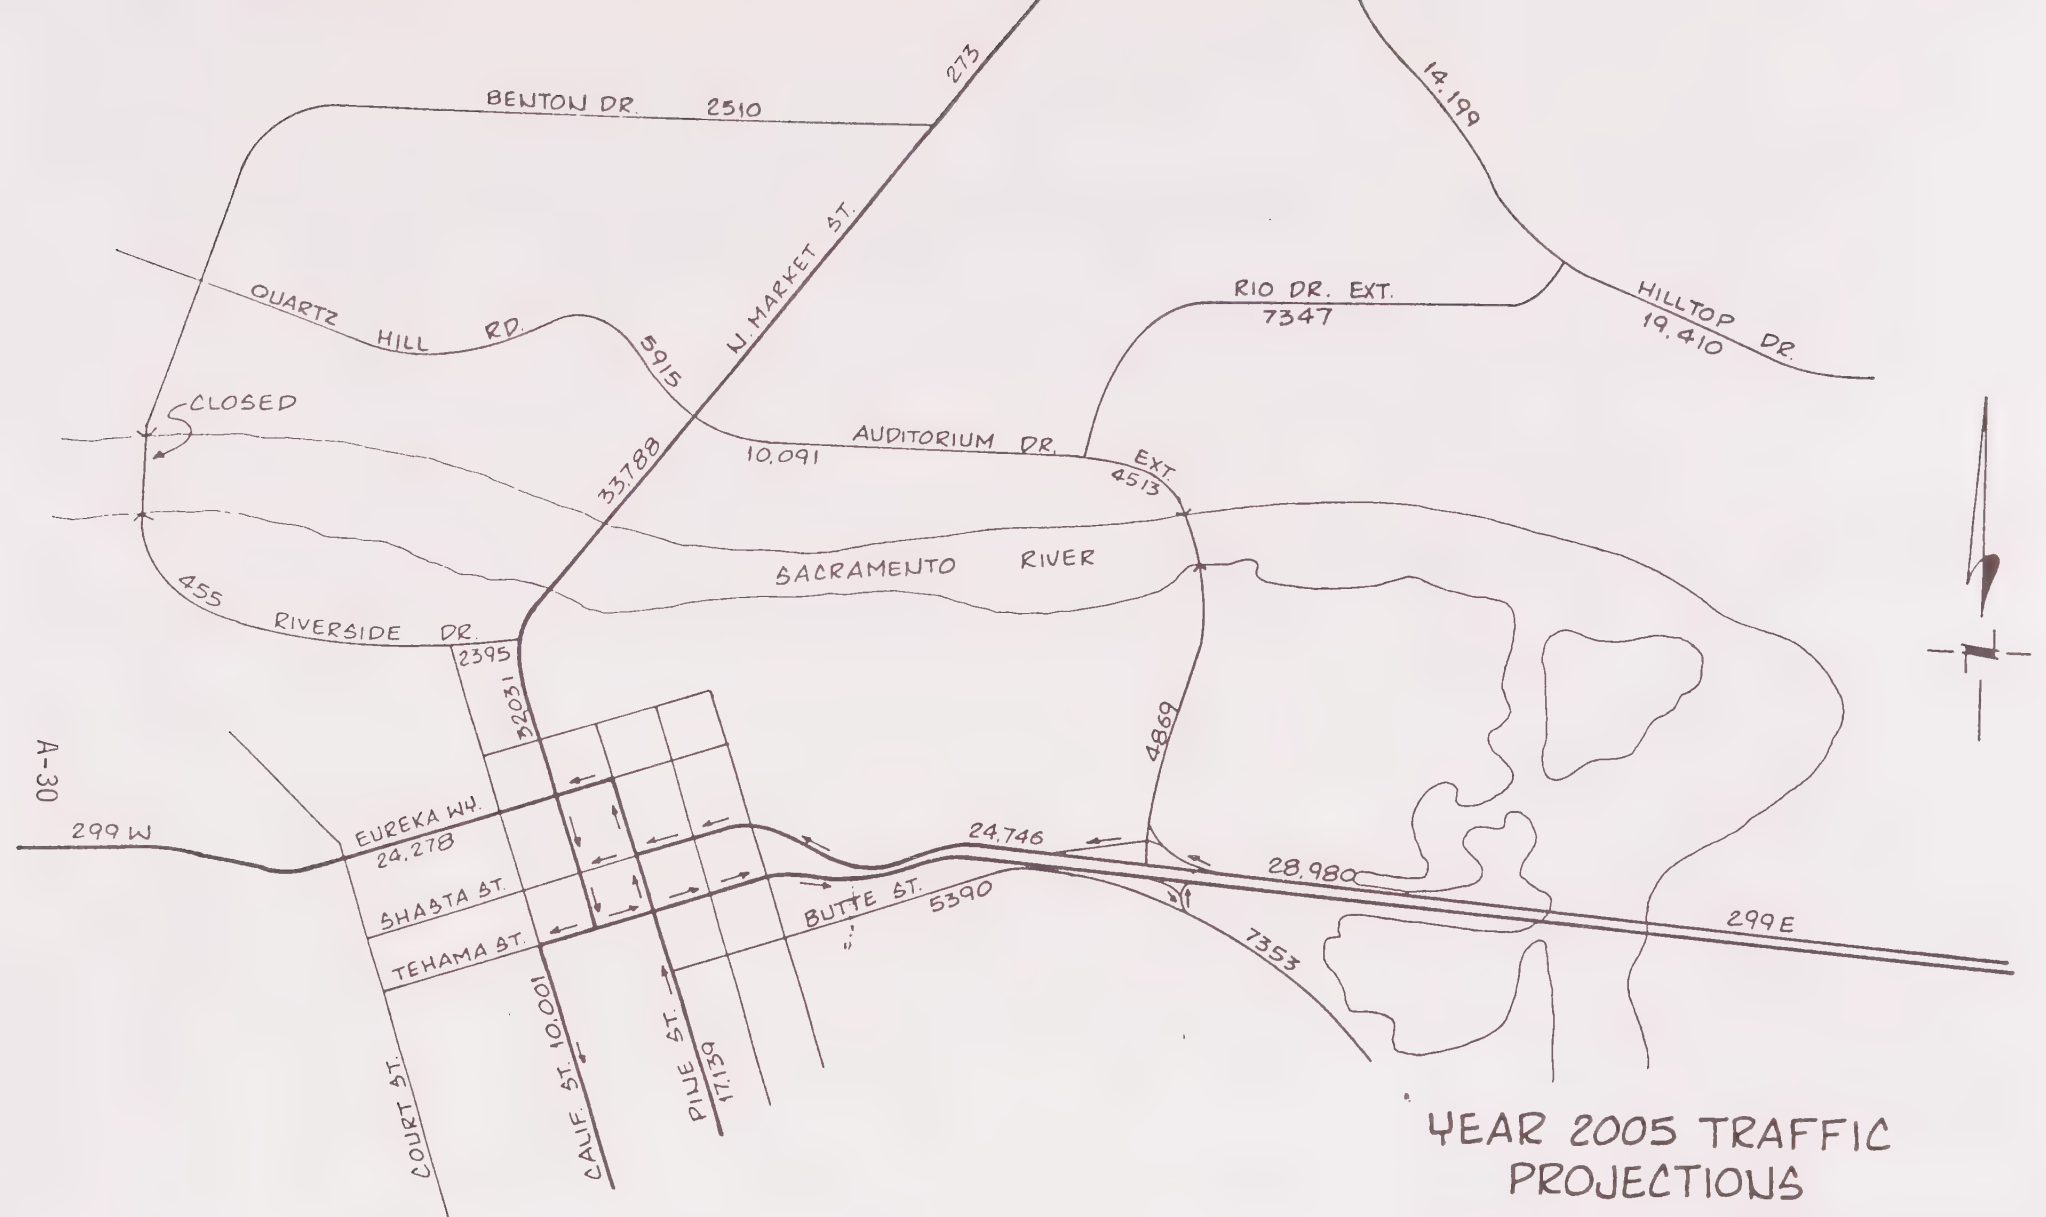 273
14.199
BENTON DR. 2510
N. MARKET ST.
QUARTZ HILL RD.
5915
RIO DR. EXT.
7347
HILLTOP DR.
19.410
CLOSED
33.788
AUDITORIUM DR. EXT.
10.091
4513
SACRAMENTO RIVER
455
RIVERSIDE DR.
2395
32031
4869
A-30
299 W
EUREKA WY.
24.278
24.746
28.980
SHASTA ST.
BUTTE ST.
5390
299 E
TEHAMA ST.
7353
COURT ST.
CALIF. ST. 10.001
PINE ST.
17.139
YEAR 2005 TRAFFIC
PROJECTIONS